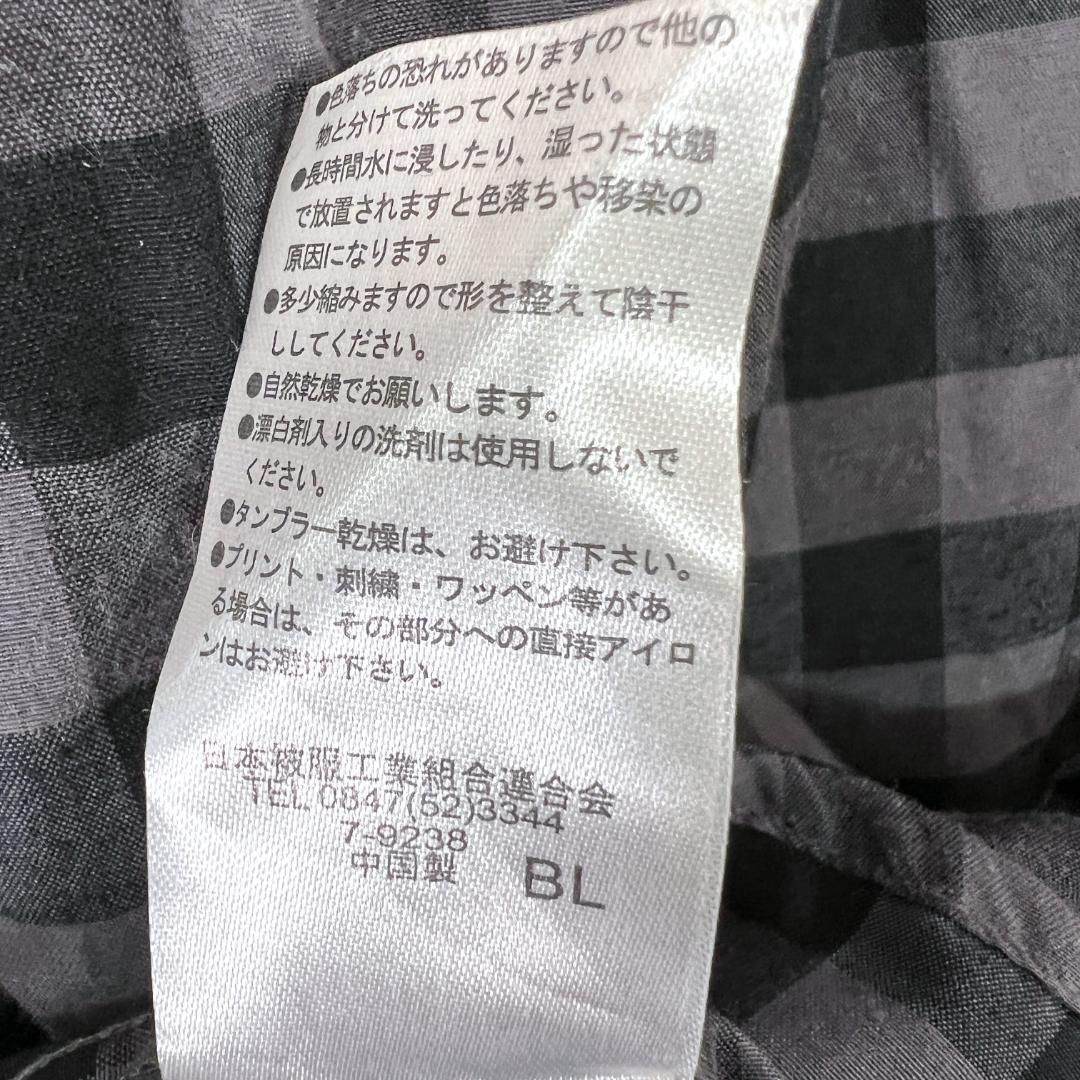 ●色落ちの恐れがありますので他の
物と分けて洗ってください。
●長時間水に浸したり、湿った状態
で放置されますと色落ちや移染の
原因になります。
●多少縮みますので形を整えて陰干
ししてください。
●自然乾燥でお願いします。
●漂白剤入りの洗剤は使用しないで
ください。
●タンブラー乾燥は、お避け下さい。
●プリント・刺繍・ワッペン等があ
る場合は、その部分への直接アイロ
ンはお避け下さい。
日本被服工業組合連合会
TEL 0847(52)3344
7-9238
中国製 BL